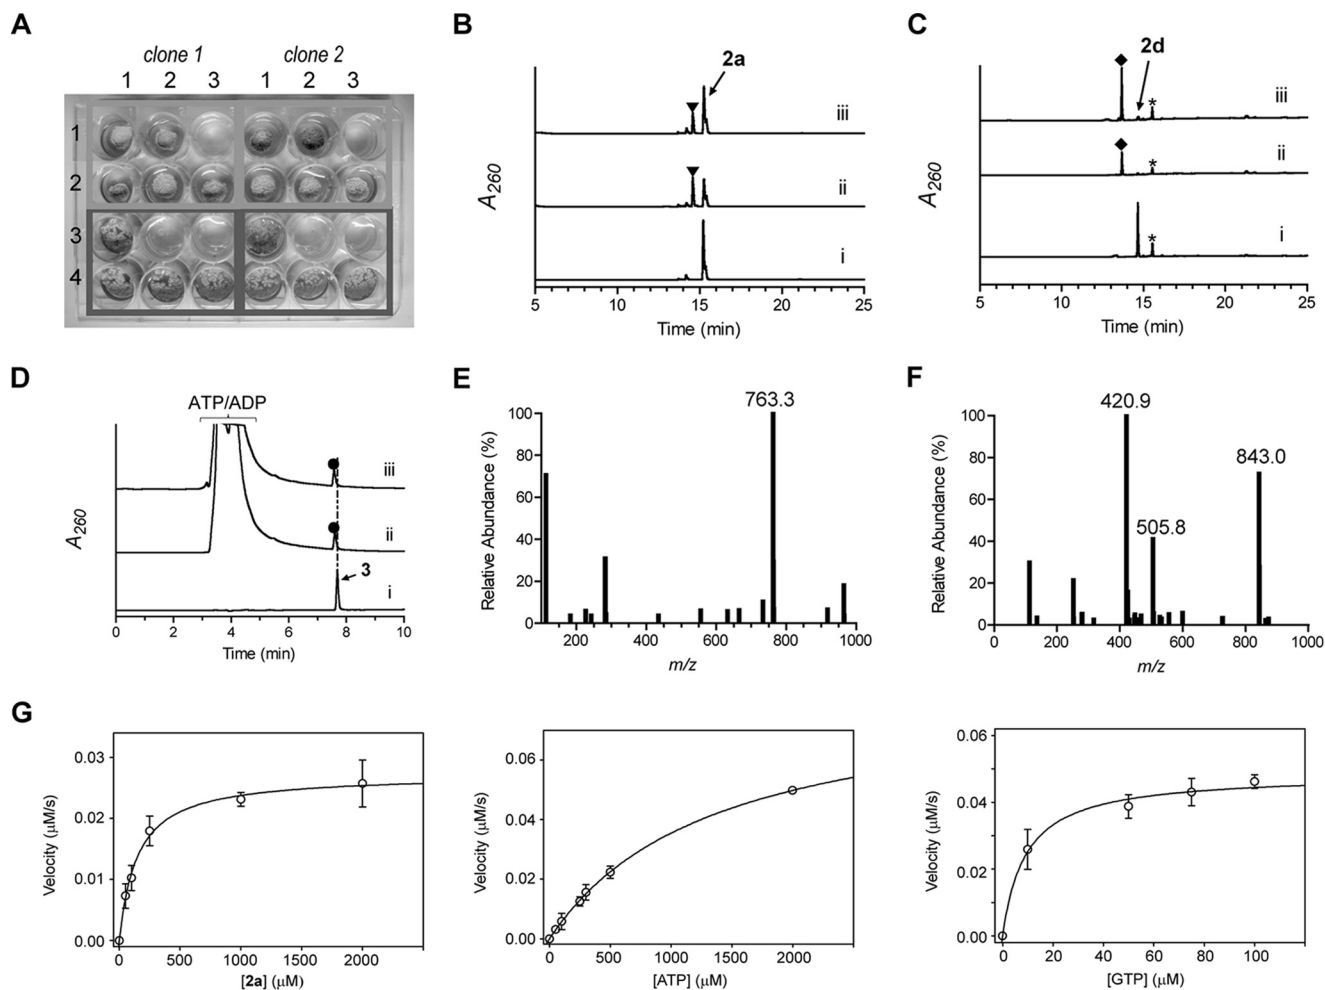 A
clone 1 clone 2
1 2 3 1 2 3
1
2
3
4
B
2a
iii
ii
i
A260
5 10 15 20 25
Time (min)
C
2d
*
iii
*
ii
*
i
A260
5 10 15 20 25
Time (min)
D
ATP/ADP
iii
ii
3
i
A260
0 2 4 6 8 10
Time (min)
E
763.3
100
80
60
40
20
0
Relative Abundance (%)
200 400 600 800 1000
m/z
F
420.9
843.0
505.8
100
80
60
40
20
0
Relative Abundance (%)
0 200 400 600 800 1000
m/z
G
0.03
0.02
0.01
0.00
Velocity (μM/s)
0 500 1000 1500 2000
[2a] (μM)
0.06
0.04
0.02
0.00
Velocity (μM/s)
0 500 1000 1500 2000
[ATP] (μM)
0.06
0.04
0.02
0.00
Velocity (μM/s)
0 20 40 60 80 100
[GTP] (μM)